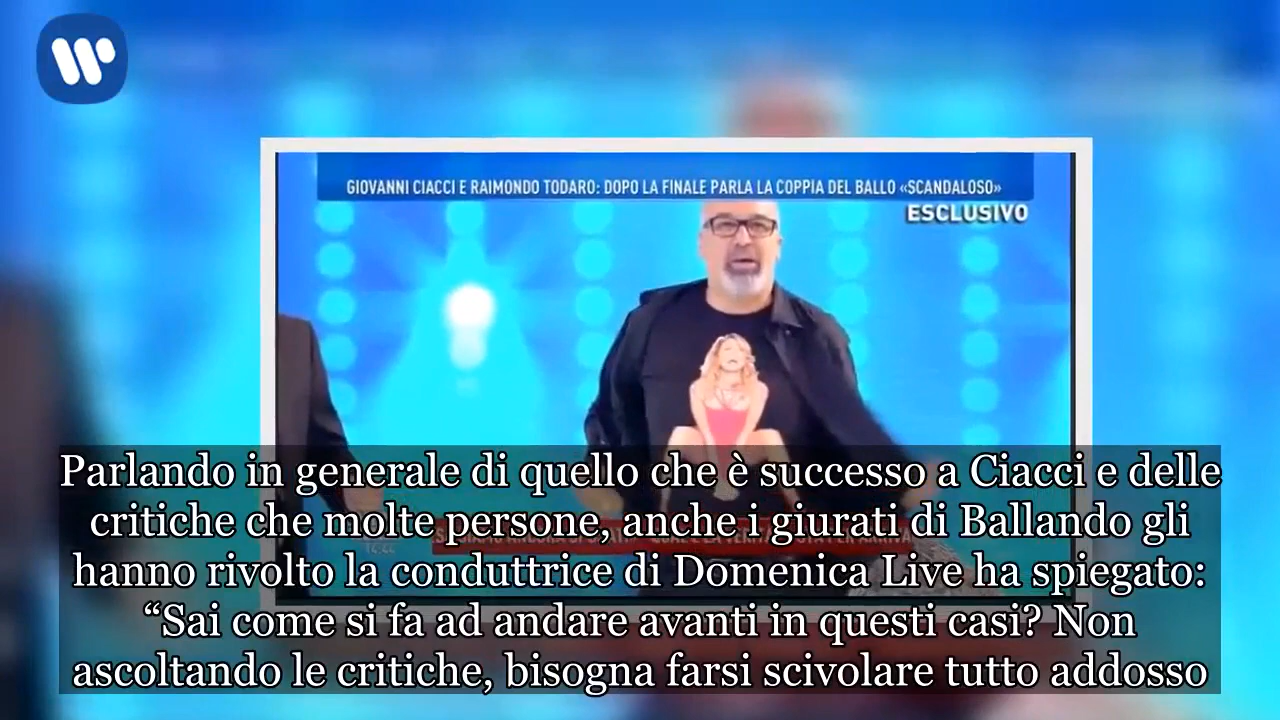 GIOVANNI CIACCI E RAIMONDO TODARO: DOPO LA FINALE PARLA LA COPPIA DEL BALLO «SCANDALOSO»
ESCLUSIVO
Parlando in generale di quello che è successo a Ciacci e delle
critiche che molte persone, anche i giurati di Ballando gli
hanno rivolto la conduttrice di Domenica Live ha spiegato:
“Sai come si fa ad andare avanti in questi casi? Non
ascoltando le critiche, bisogna farsi scivolare tutto addosso